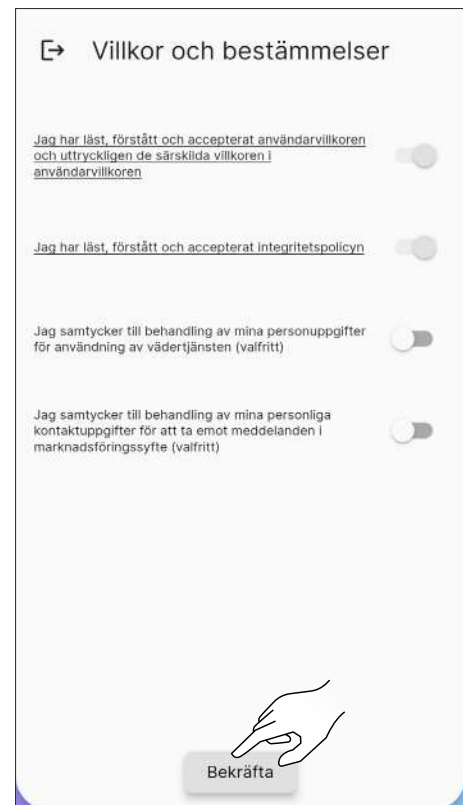 Villkor och bestämmelser
Jag har läst, förstått och accepterat användarvillkoren
och uttryckligen de särskilda villkoren i
användarvillkoren
Jag har läst, förstått och accepterat integritetspolicyn
Jag samtycker till behandling av mina personuppgifter
för användning av vädertjänsten (valfritt)
Jag samtycker till behandling av mina personliga
kontaktuppgifter för att ta emot meddelanden i
marknadsföringssyfte (valfritt)
Bekräfta